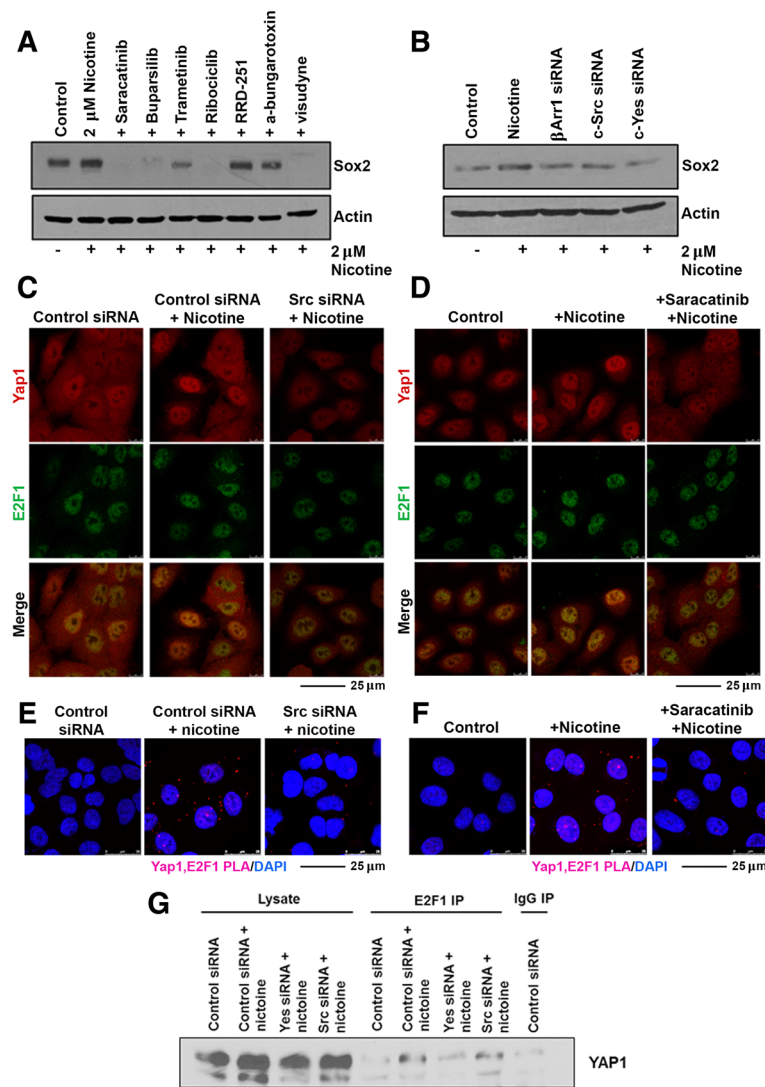 A
Control
2 μM Nicotine
+ Saracatinib
+ Buparsilib
+ Trametinib
+ Ribociclib
+ RRD-251
+ a-bungarotoxin
+ visudyne
Sox2
Actin
- + + + + + + + +
2 μM
Nicotine
B
Control
Nicotine
βArr1 siRNA
c-Src siRNA
c-Yes siRNA
Sox2
Actin
- + + + +
2 μM
Nicotine
C
Control siRNA
Control siRNA
+ Nicotine
Src siRNA
+ Nicotine
Yap1
E2F1
Merge
25 μm
D
Control
+Nicotine
+Saracatinib
+Nicotine
Yap1
E2F1
Merge
25 μm
E
Control
siRNA
Control siRNA
+ nicotine
Src siRNA
+ nicotine
Yap1,E2F1 PLA/DAPI
25 μm
F
Control
+Nicotine
+Saracatinib
+Nicotine
Yap1,E2F1 PLA/DAPI
25 μm
G
Lysate
E2F1 IP
IgG IP
Control siRNA
Control siRNA +
nictoine
Yes siRNA +
nictoine
Src siRNA +
nictoine
Control siRNA
Control siRNA +
nictoine
Yes siRNA +
nictoine
Src siRNA +
nictoine
Control siRNA
YAP1